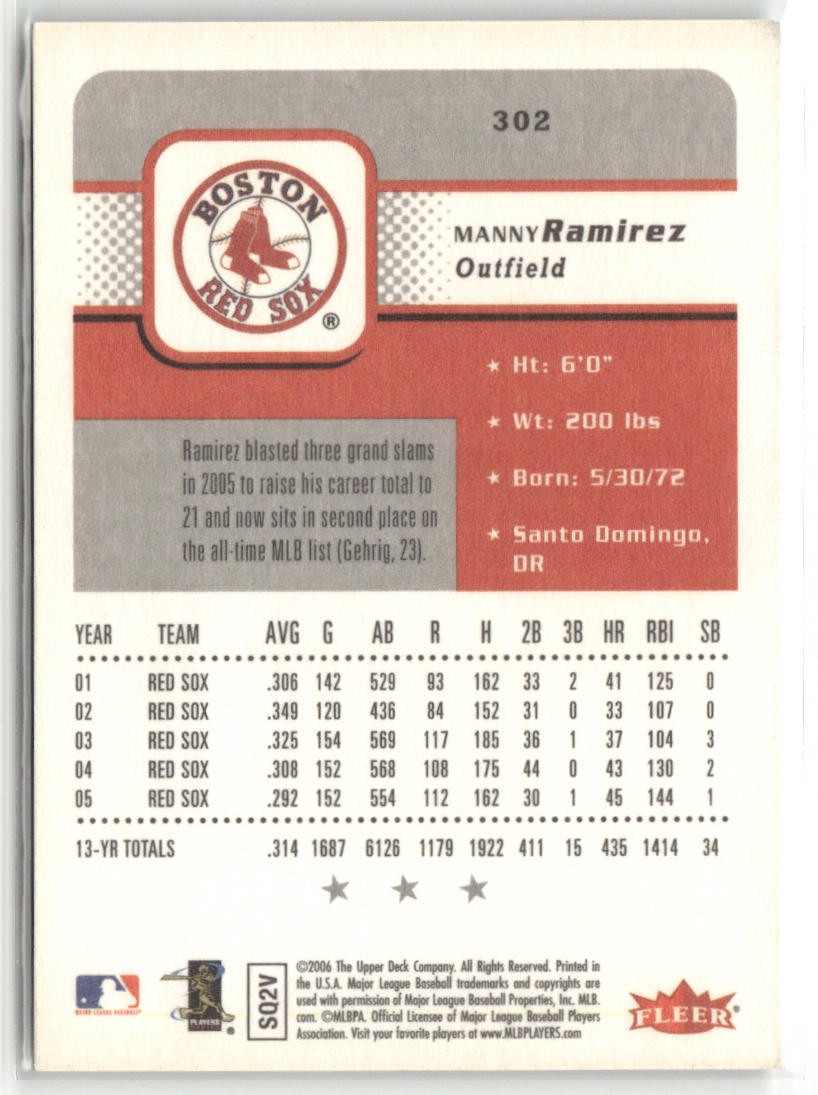 302
BOSTON
RED SOX
®
MANNY Ramirez
Outfield
★ Ht: 6'0"
★ Wt: 200 lbs
★ Born: 5/30/72
★ Santo Domingo,
DR
Ramirez blasted three grand slams
in 2005 to raise his career total to
21 and now sits in second place on
the all-time MLB list (Gehrig, 23).
YEAR TEAM AVG G AB R H 2B 3B HR RBI SB
01 RED SOX .306 142 529 93 162 33 2 41 125 0
02 RED SOX .349 120 436 84 152 31 0 33 107 0
03 RED SOX .325 154 569 117 185 36 1 37 104 3
04 RED SOX .308 152 568 108 175 44 0 43 130 2
05 RED SOX .292 152 554 112 162 30 1 45 144 1
13-YR TOTALS .314 1687 6126 1179 1922 411 15 435 1414 34
MAJOR LEAGUE BASEBALL
PLAYERS
SQ2V
©2006 The Upper Deck Company. All Rights Reserved. Printed in
the U.S.A. Major League Baseball trademarks and copyrights are
used with permission of Major League Baseball Properties, Inc. MLB.
com. ©MLBPA. Official Licensee of Major League Baseball Players
Association. Visit your favorite players at www.MLBPLAYERS.com
FLEER®